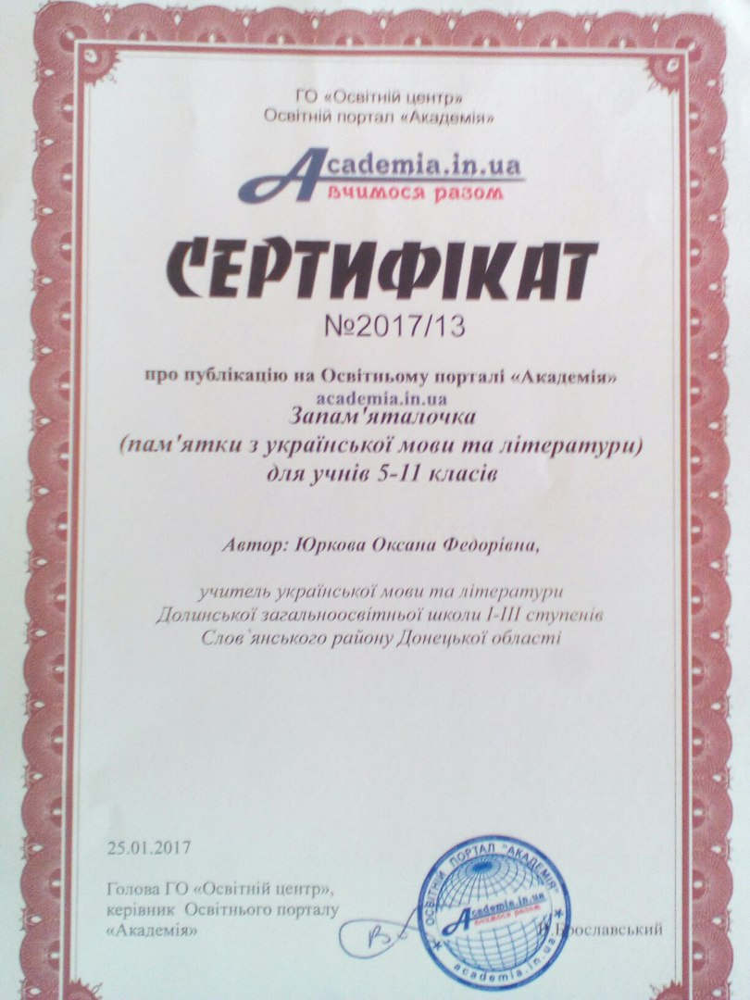 ГО «Освітній центр»
Освітній портал «Академія»
Academia.in.ua
вчимося разом
СЕРТИФІКАТ
№2017/13
про публікацію на Освітньому порталі «Академія»
academia.in.ua
Запам'яталочка
(пам'ятки з української мови та літератури)
для учнів 5-11 класів
Автор: Юркова Оксана Федорівна,
учитель української мови та літератури
Долинської загальноосвітньої школи І-ІІІ ступенів
Слов`янського району Донецької області
25.01.2017
Голова ГО «Освітній центр»,
керівник Освітнього порталу
«Академія»
Брославський
ОСВІТНІЙ ПОРТАЛ "АКАДЕМІЯ"
Academia.in.ua
вчимося разом
academia.in.ua